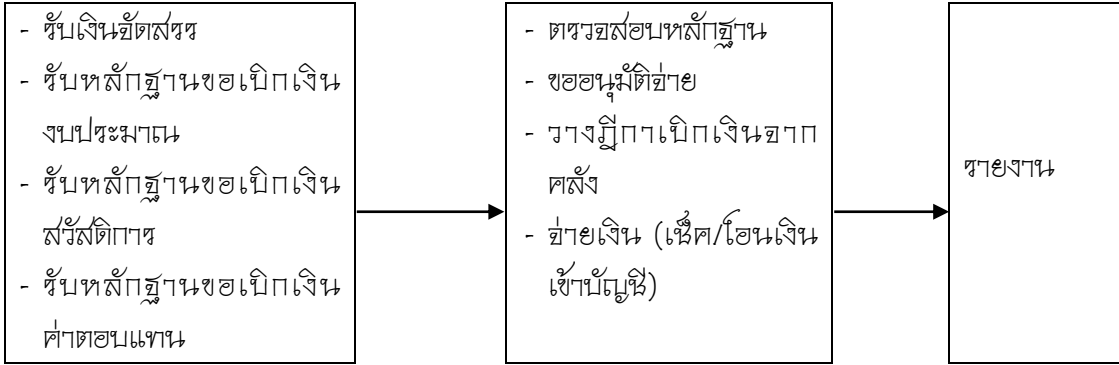 - รับเงินจัดสรร
- รับหลักฐานขอเบิกเงิน
งบประมาณ
- รับหลักฐานขอเบิกเงิน
สวัสดิการ
- รับหลักฐานขอเบิกเงิน
ค่าตอบแทน
- ตรวจสอบหลักฐาน
- ขออนุมัติจ่าย
- วางฎีกาเบิกเงินจาก
คลัง
- จ่ายเงิน (เช็ค/โอนเงิน
เข้าบัญชี)
รายงาน